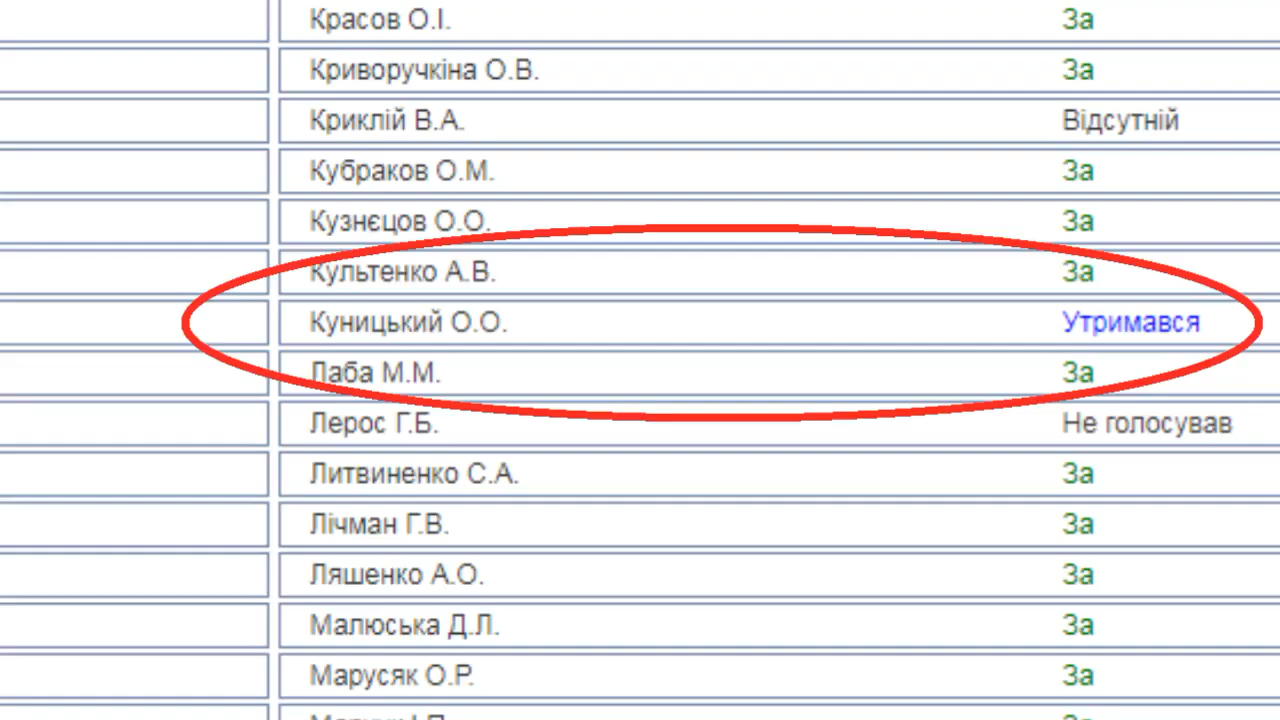 Красов О.І. За
Криворучкіна О.В. За
Криклій В.А. Відсутній
Кубраков О.М. За
Кузнєцов О.О. За
Культенко А.В. За
Куницький О.О. Утримався
Лаба М.М. За
Лерос Г.Б. Не голосував
Литвиненко С.А. За
Лічман Г.В. За
Ляшенко А.О. За
Малюська Д.Л. За
Марусяк О.Р. За